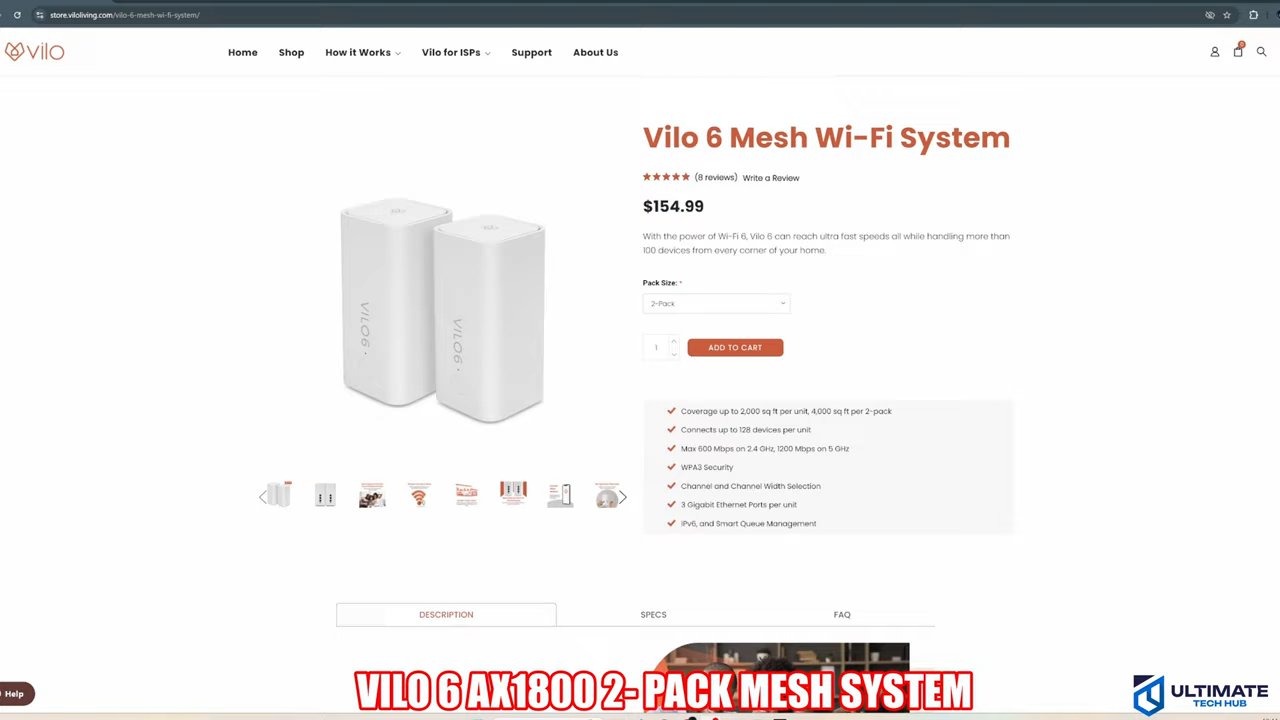 store.viloliving.com/vilo-6-mesh-wi-fi-system/
vilo
Home
Shop
How it Works
Vilo for ISPs
Support
About Us
0
Vilo 6 Mesh Wi-Fi System
(8 reviews) Write a Review
$154.99
With the power of Wi-Fi 6, Vilo 6 can reach ultra fast speeds all while handling more than
100 devices from every corner of your home.
Pack Size: *
2-Pack
1
ADD TO CART
VILO6
VILO6
Coverage up to 2,000 sq ft per unit, 4,000 sq ft per 2-pack
Connects up to 128 devices per unit
Max 600 Mbps on 2.4 GHz, 1200 Mbps on 5 GHz
WPA3 Security
Channel and Channel Width Selection
3 Gigabit Ethernet Ports per unit
IPv6, and Smart Queue Management
DESCRIPTION
SPECS
FAQ
Help
VILO 6 AX1800 2- PACK MESH SYSTEM
ULTIMATE
TECH HUB